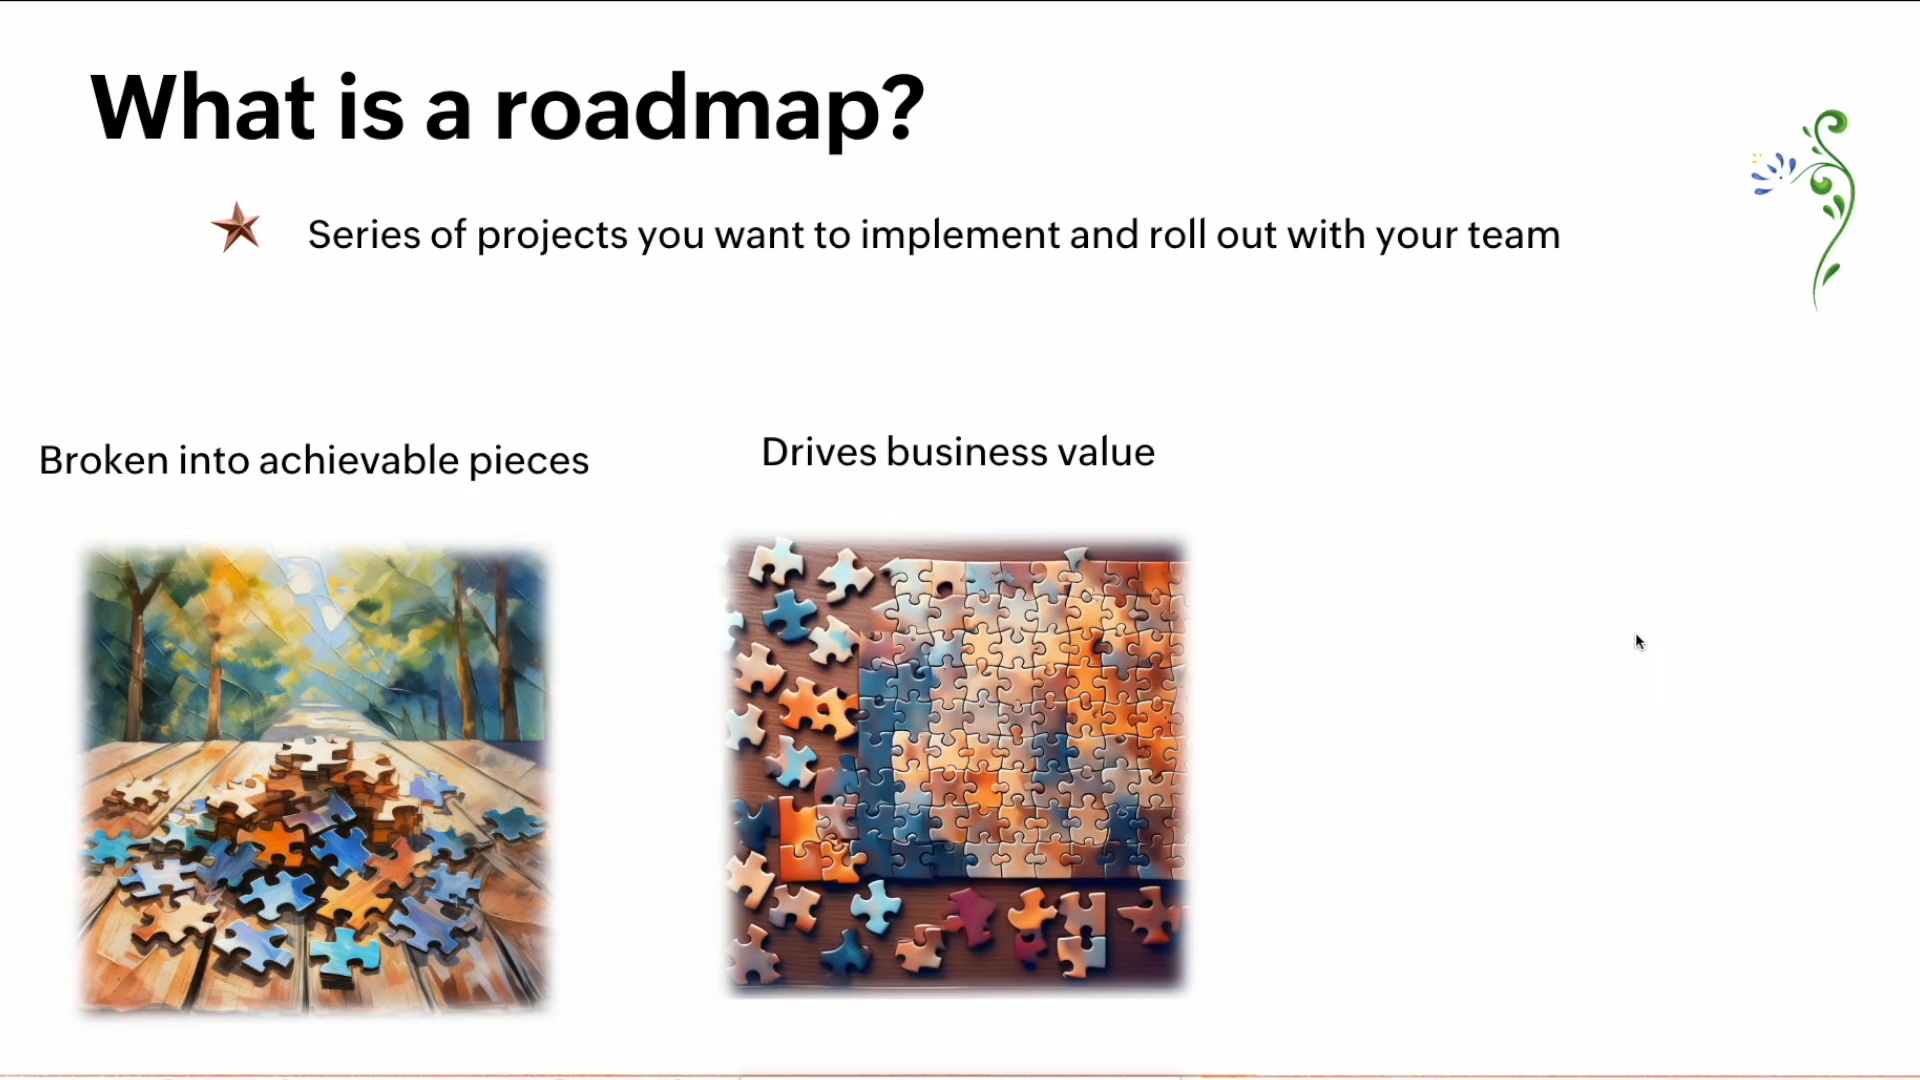 What is a roadmap?
Series of projects you want to implement and roll out with your team
Broken into achievable pieces
Drives business value